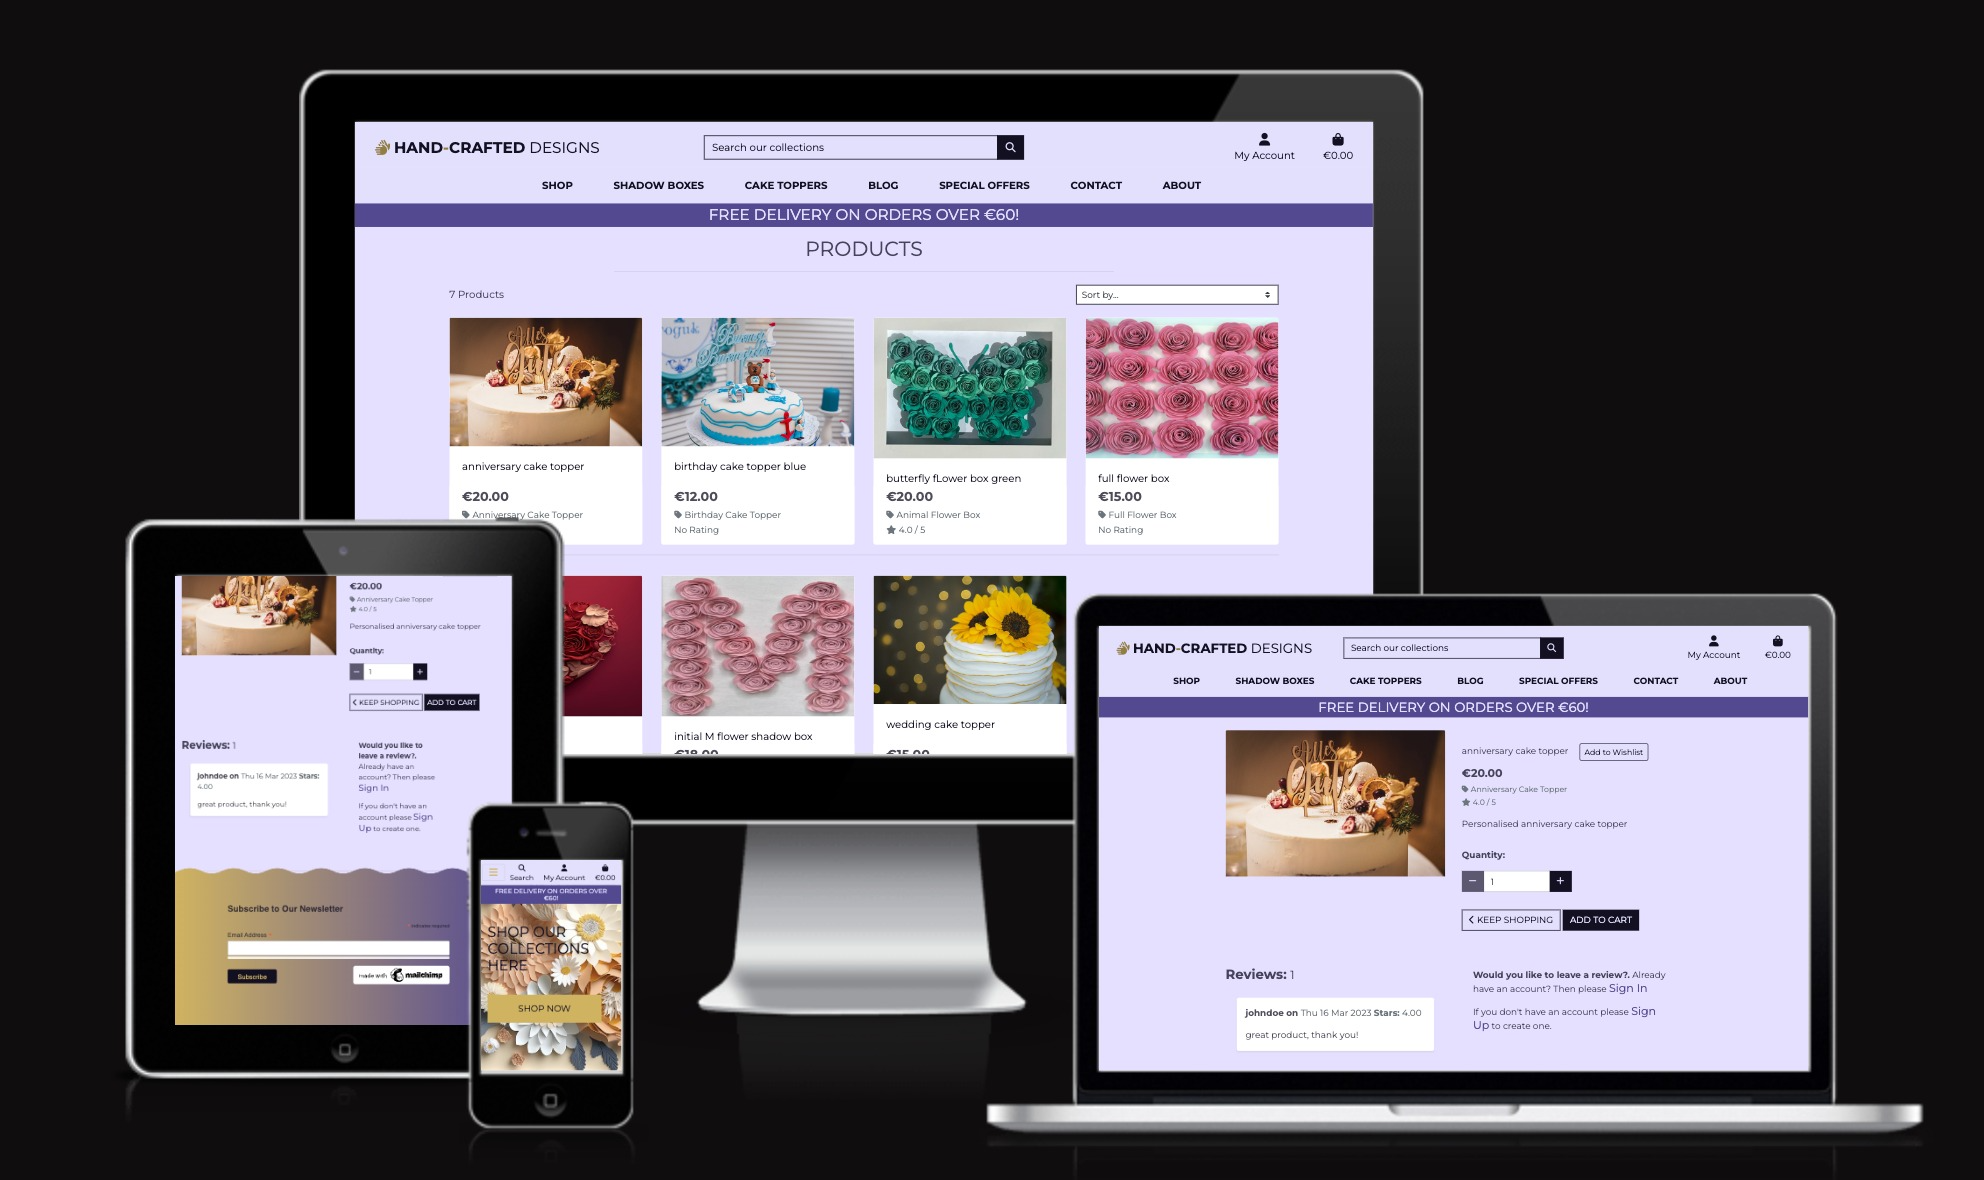 HAND-CRAFTED DESIGNS
Search our collections
My Account
€0.00
SHOP SHADOW BOXES CAKE TOPPERS BLOG SPECIAL OFFERS CONTACT ABOUT
FREE DELIVERY ON ORDERS OVER €60!
PRODUCTS
7 Products
Sort by...
anniversary cake topper
€20.00
Anniversary Cake Topper
birthday cake topper blue
€12.00
Birthday Cake Topper
No Rating
butterfly fLower box green
€20.00
Animal Flower Box
4.0 / 5
full flower box
€15.00
Full Flower Box
No Rating
initial M flower shadow box
€18.00
wedding cake topper
€15.00
€20.00
Anniversary Cake Topper
4.0 / 5
Personalised anniversary cake topper
Quantity:
1
KEEP SHOPPING
ADD TO CART
Reviews: 1
johndoe on Thu 16 Mar 2023 Stars:
4.00
great product, thank you!
Would you like to
leave a review?.
Already have an
account? Then please
Sign In
If you don't have an
account please Sign
Up to create one.
Subscribe to Our Newsletter
* indicates required
Email Address *
Subscribe
made with mailchimp
Search
My Account
€0.00
FREE DELIVERY ON ORDERS OVER
€60!
SHOP OUR
COLLECTIONS
HERE
SHOP NOW
HAND-CRAFTED DESIGNS
Search our collections
My Account
€0.00
SHOP SHADOW BOXES CAKE TOPPERS BLOG SPECIAL OFFERS CONTACT ABOUT
FREE DELIVERY ON ORDERS OVER €60!
anniversary cake topper
Add to Wishlist
€20.00
Anniversary Cake Topper
4.0 / 5
Personalised anniversary cake topper
Quantity:
1
KEEP SHOPPING
ADD TO CART
Reviews: 1
johndoe on Thu 16 Mar 2023 Stars: 4.00
great product, thank you!
Would you like to leave a review?. Already
have an account? Then please Sign In
If you don't have an account please Sign
Up to create one.